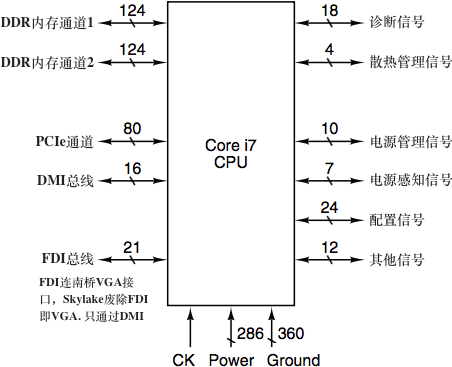 DDR内存通道1
124
18
诊断信号
DDR内存通道2
124
4
散热管理信号
PCIe通道
80
Core i7
CPU
10
电源管理信号
DMI总线
16
7
电源感知信号
24
配置信号
FDI总线
21
12
其他信号
FDI连南桥VGA接
口，Skylake废除FDI
即VGA. 只通过DMI
286
360
CK
Power
Ground